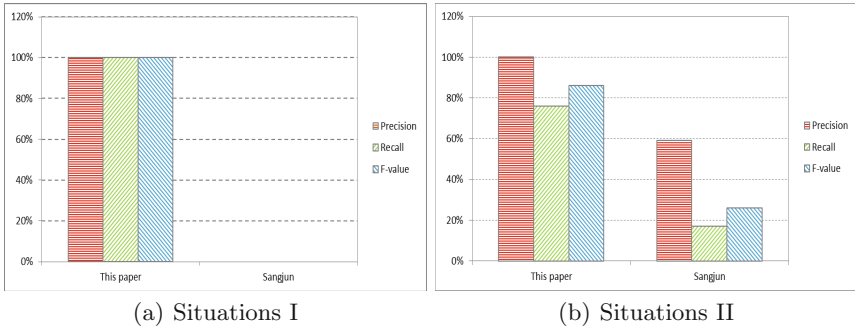 120%
100%
80%
60%
40%
20%
0%
This paper
Sangjun
Precision
Recall
F-value
(a) Situations I
120%
100%
80%
60%
40%
20%
0%
This paper
Sangjun
Precision
Recall
F-value
(b) Situations II